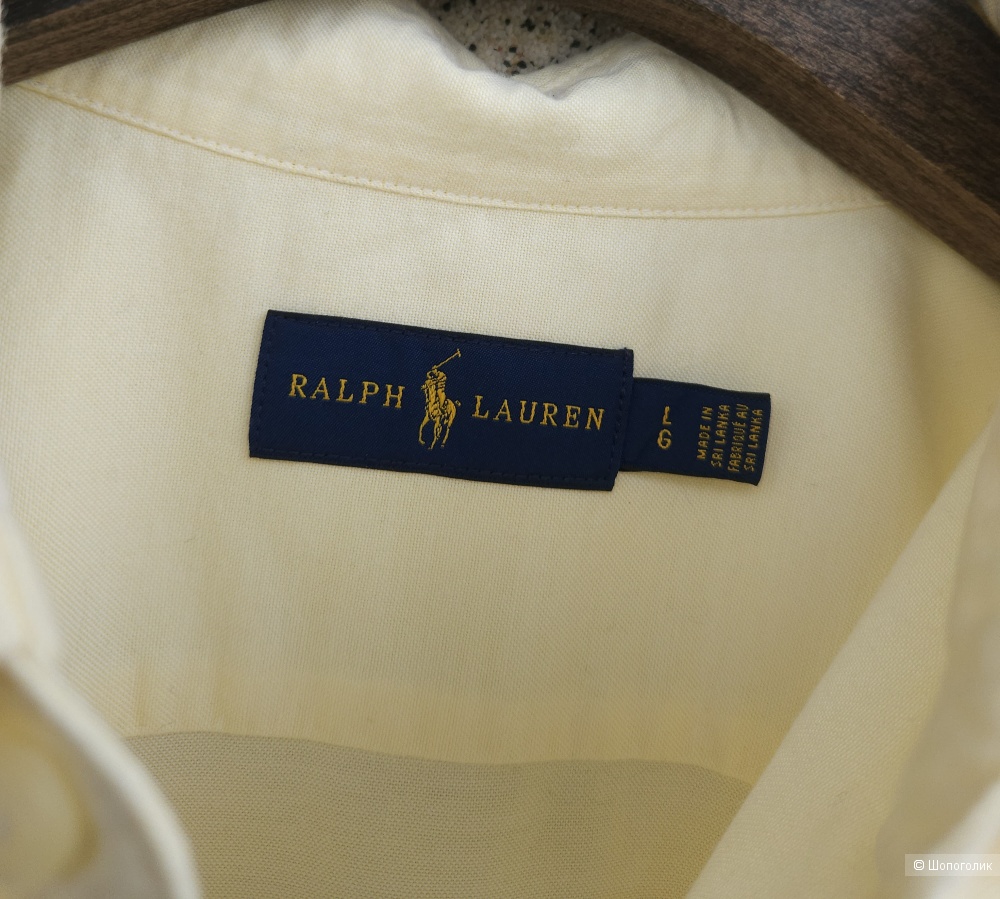 RALPH LAUREN
L
G
MADE IN
SRI LANKA
FABRIQUÉ AU
SRI LANKA
© Шопоголик